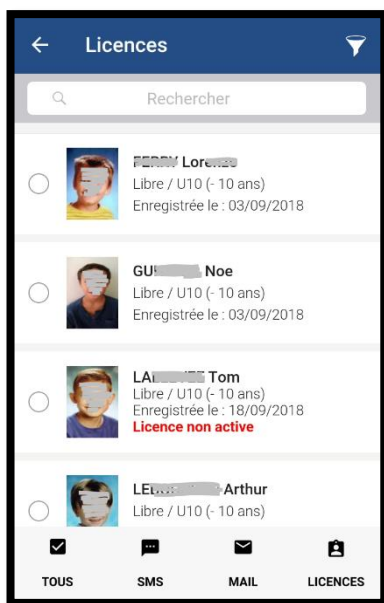 Licences
Rechercher
Libre / U10 (- 10 ans)
Enregistrée le : 03/09/2018
Noe
Libre / U10 (- 10 ans)
Enregistrée le : 03/09/2018
Tom
Libre / U10 (- 10 ans)
Enregistrée le : 18/09/2018
Licence non active
Arthur
Libre / U10 (- 10 ans)
TOUS SMS MAIL LICENCES